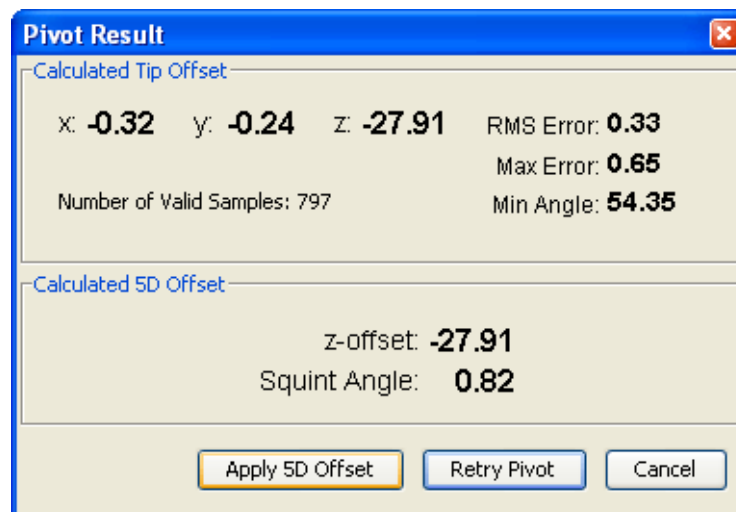 Pivot Result
Calculated Tip Offset
x: -0.32 y: -0.24 z: -27.91 RMS Error: 0.33
Max Error: 0.65
Number of Valid Samples: 797 Min Angle: 54.35
Calculated 5D Offset
z-offset: -27.91
Squint Angle: 0.82
Apply 5D Offset Retry Pivot Cancel